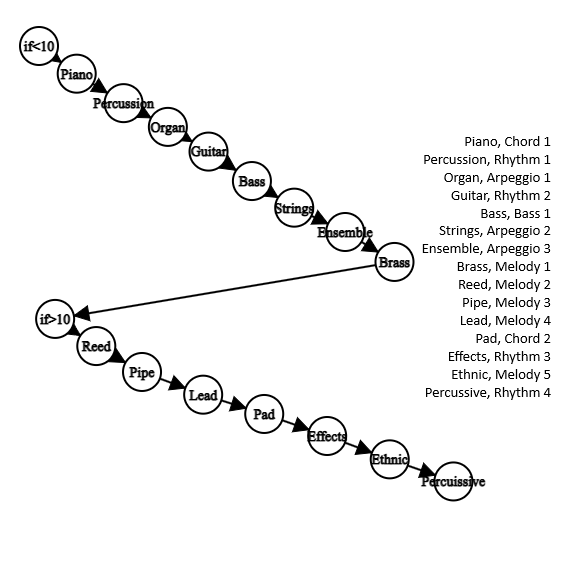 if<10
Piano
Percussion
Organ
Guitar
Bass
Strings
Ensemble
Brass
if>10
Reed
Pipe
Lead
Pad
Effects
Ethnic
Percuissive
Piano, Chord 1
Percussion, Rhythm 1
Organ, Arpeggio 1
Guitar, Rhythm 2
Bass, Bass 1
Strings, Arpeggio 2
Ensemble, Arpeggio 3
Brass, Melody 1
Reed, Melody 2
Pipe, Melody 3
Lead, Melody 4
Pad, Chord 2
Effects, Rhythm 3
Ethnic, Melody 5
Percussive, Rhythm 4